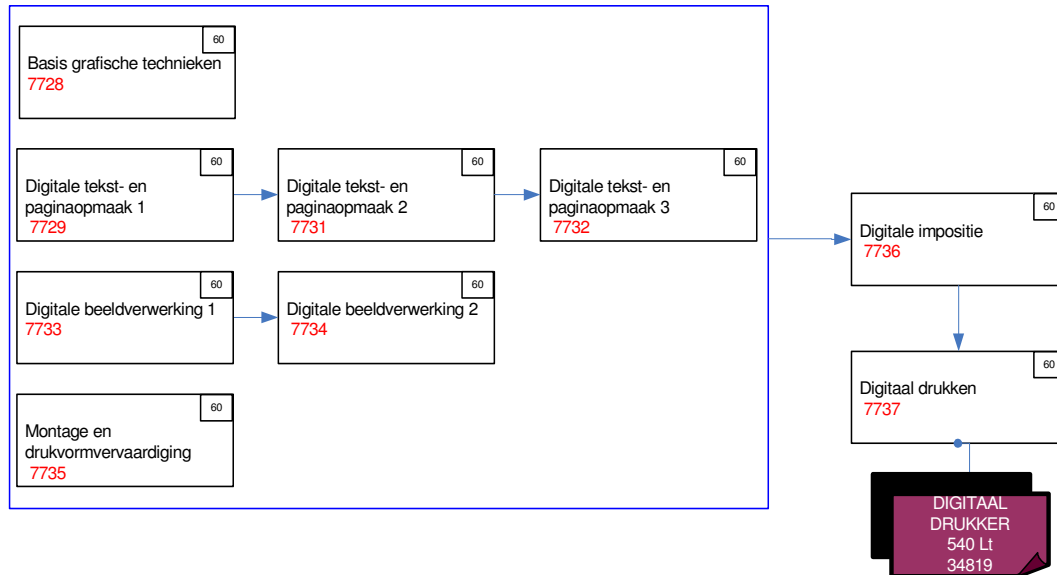 60
Basis grafische technieken
7728
60
Digitale tekst- en
paginaopmaak 1
7729
60
Digitale tekst- en
paginaopmaak 2
7731
60
Digitale tekst- en
paginaopmaak 3
7732
60
Digitale impositie
7736
60
Digitale beeldverwerking 1
7733
60
Digitale beeldverwerking 2
7734
60
Digitaal drukken
7737
60
Montage en
drukvormvervaardiging
7735
DIGITAAL
DRUKKER
540 Lt
34819